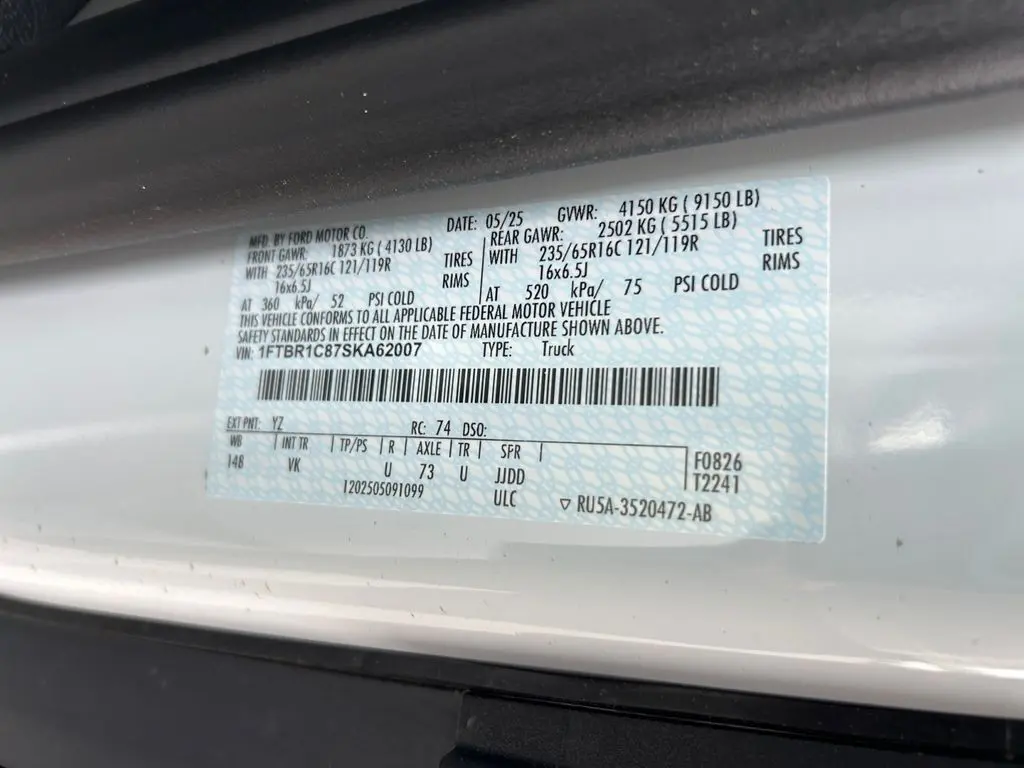 MFD. BY FORD MOTOR CO. DATE: 05/25 GVWR: 4150 KG ( 9150 LB)
FRONT GAWR: 1873 KG ( 4130 LB) REAR GAWR: 2502 KG ( 5515 LB)
WITH 235/65R16C 121/119R TIRES WITH 235/65R16C 121/119R TIRES
16x6.5J RIMS 16x6.5J RIMS
AT 360 kPa/ 52 PSI COLD AT 520 kPa/ 75 PSI COLD
THIS VEHICLE CONFORMS TO ALL APPLICABLE FEDERAL MOTOR VEHICLE
SAFETY STANDARDS IN EFFECT ON THE DATE OF MANUFACTURE SHOWN ABOVE.
VIN: 1FTBR1C87SKA62007 TYPE: Truck
EXT PNT: YZ RC: 74 DSO:
WB INT TR TP/PS R AXLE TR SFR F0826
148 VK U 73 U JJDD T2241
1202505091099 ULC ▽ RU5A-3520472-AB